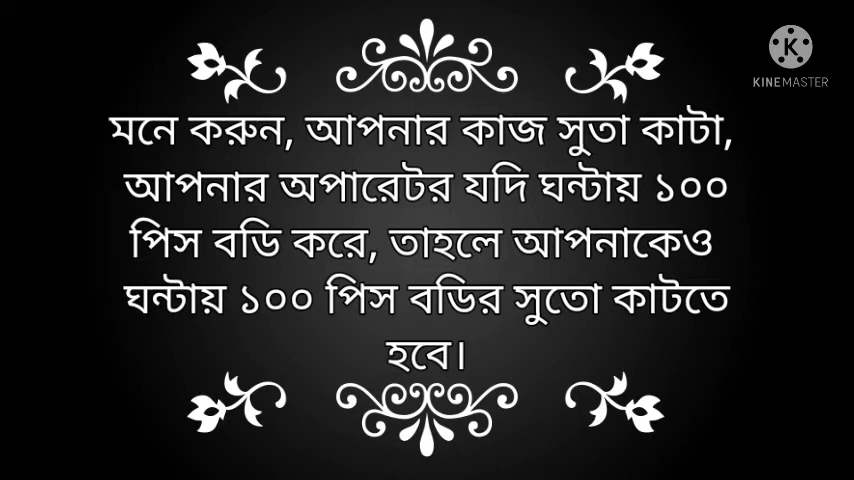 KINEMASTER
মনে করুন, আপনার কাজ সুতা কাটা,
আপনার অপারেটর যদি ঘন্টায় ১০০
পিস বডি করে, তাহলে আপনাকেও
ঘন্টায় ১০০ পিস বডির সুতো কাটতে
হবে।